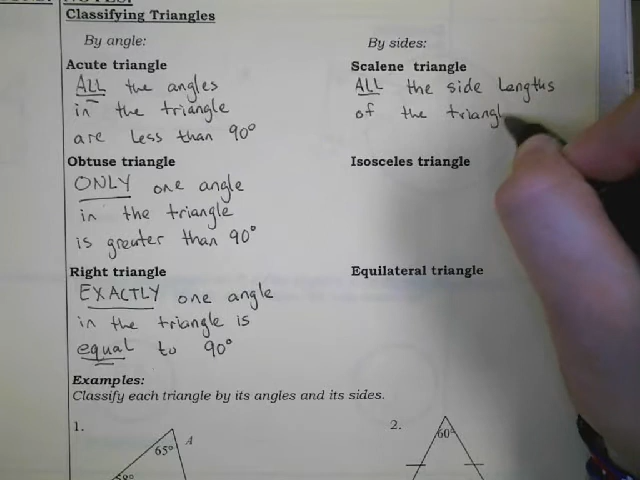 NOTES:
Classifying Triangles
By angle:
By sides:
Acute triangle
ALL the angles
in the triangle
are less than 90°
Scalene triangle
ALL the side lengths
of the triangl
Obtuse triangle
ONLY one angle
in the triangle
is greater than 90°
Isosceles triangle
Right triangle
EXACTLY one angle
in the triangle is
equal to 90°
Equilateral triangle
Examples:
Classify each triangle by its angles and its sides.
1.
A
65°
58°
2.
60°